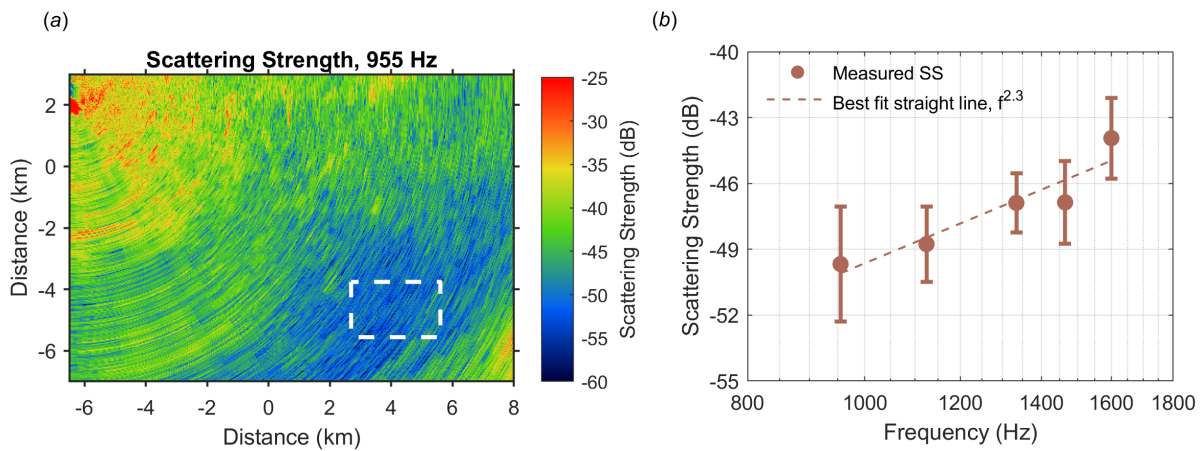 (a)
Scattering Strength, 955 Hz
2
0
-2
-4
-6
Distance (km)
-6 -4 -2 0 2 4 6 8
Distance (km)
-25
-30
-35
-40
-45
-50
-55
-60
Scattering Strength (dB)
(b)
Measured SS
Best fit straight line, f^2.3
-40
-43
-46
-49
-52
-55
Scattering Strength (dB)
800 1000 1200 1400 1600 1800
Frequency (Hz)